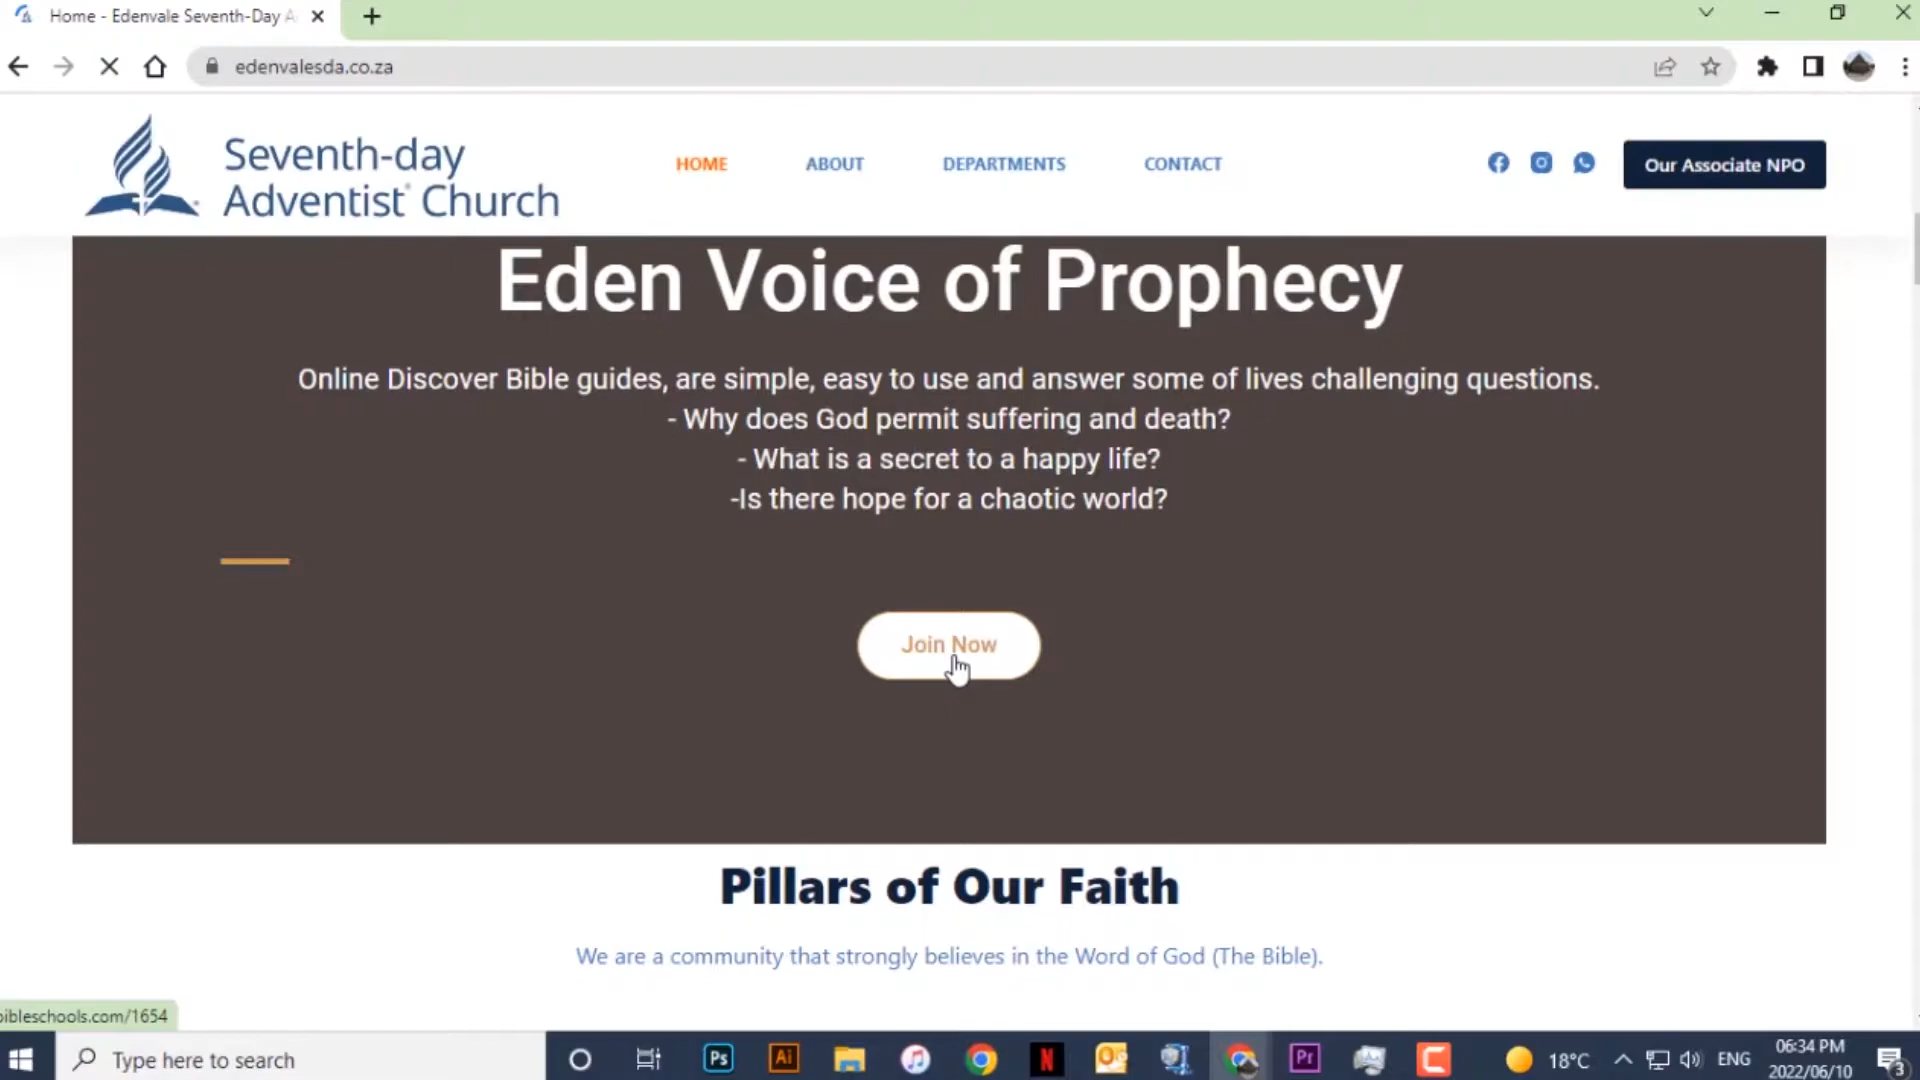 Home - Edenvale Seventh-Day A
edenvalesda.co.za
Seventh-day
Adventist® Church
HOME
ABOUT
DEPARTMENTS
CONTACT
Our Associate NPO
Eden Voice of Prophecy
Online Discover Bible guides, are simple, easy to use and answer some of lives challenging questions.
- Why does God permit suffering and death?
- What is a secret to a happy life?
-Is there hope for a chaotic world?
Join Now
Pillars of Our Faith
We are a community that strongly believes in the Word of God (The Bible).
bibleschools.com/1654
Type here to search
Ps
Ai
N
Pr
18°C
ENG
06:34 PM
2022/06/10
3